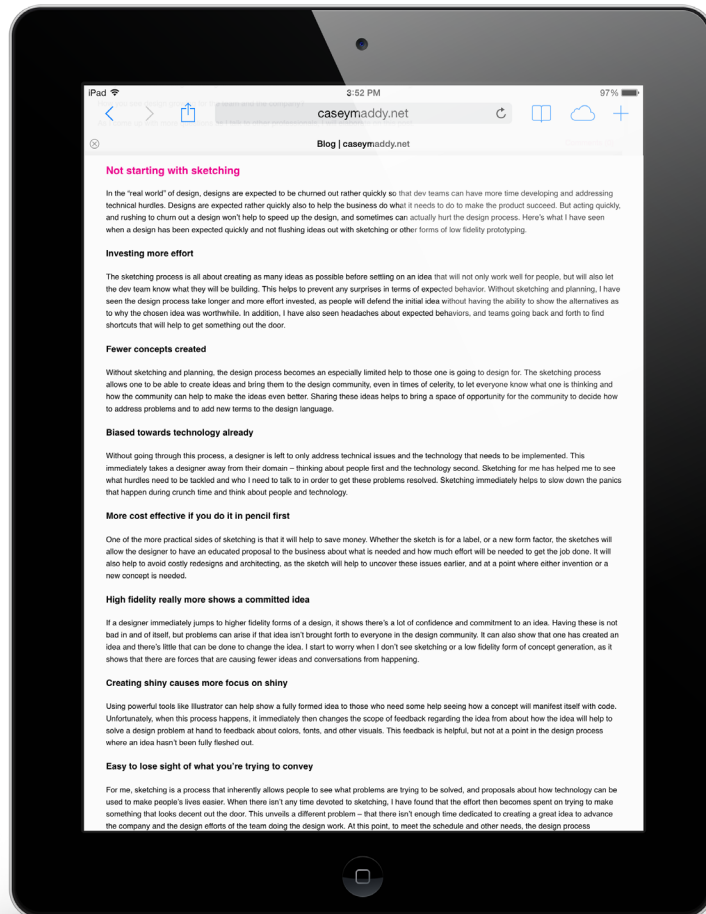 iPad
3:52 PM
97%
caseymaddy.net
Blog | caseymaddy.net
Not starting with sketching
In the “real world” of design, designs are expected to be churned out rather quickly so that dev teams can have more time developing and addressing
technical hurdles. Designs are expected rather quickly also to help the business do what it needs to do to make the product succeed. But acting quickly,
and rushing to churn out a design won’t help to speed up the design, and sometimes can actually hurt the design process. Here’s what I have seen
when a design has been expected quickly and not flushing ideas out with sketching or other forms of low fidelity prototyping.
Investing more effort
The sketching process is all about creating as many ideas as possible before settling on an idea that will not only work well for people, but will also let
the dev team know what they will be building. This helps to prevent any surprises in terms of expected behavior. Without sketching and planning, I have
seen the design process take longer and more effort invested, as people will defend the initial idea without having the ability to show the alternatives as
to why the chosen idea was worthwhile. In addition, I have also seen headaches about expected behaviors, and teams going back and forth to find
shortcuts that will help to get something out the door.
Fewer concepts created
Without sketching and planning, the design process becomes an especially limited help to those one is going to design for. The sketching process
allows one to be able to create ideas and bring them to the design community, even in times of celerity, to let everyone know what one is thinking and
how the community can help to make the ideas even better. Sharing these ideas helps to bring a space of opportunity for the community to decide how
to address problems and to add new terms to the design language.
Biased towards technology already
Without going through this process, a designer is left to only address technical issues and the technology that needs to be implemented. This
immediately takes a designer away from their domain – thinking about people first and the technology second. Sketching for me has helped me to see
what hurdles need to be tackled and who I need to talk to in order to get these problems resolved. Sketching immediately helps to slow down the panics
that happen during crunch time and think about people and technology.
More cost effective if you do it in pencil first
One of the more practical sides of sketching is that it will help to save money. Whether the sketch is for a label, or a new form factor, the sketches will
allow the designer to have an educated proposal to the business about what is needed and how much effort will be needed to get the job done. It will
also help to avoid costly redesigns and architecting, as the sketch will help to uncover these issues earlier, and at a point where either invention or a
new concept is needed.
High fidelity really more shows a committed idea
If a designer immediately jumps to higher fidelity forms of a design, it shows there’s a lot of confidence and commitment to an idea. Having these is not
bad in and of itself, but problems can arise if that idea isn’t brought forth to everyone in the design community. It can also show that one has created an
idea and there’s little that can be done to change the idea. I start to worry when I don’t see sketching or a low fidelity form of concept generation, as it
shows that there are forces that are causing fewer ideas and conversations from happening.
Creating shiny causes more focus on shiny
Using powerful tools like Illustrator can help show a fully formed idea to those who need some help seeing how a concept will manifest itself with code.
Unfortunately, when this process happens, it immediately then changes the scope of feedback regarding the idea from about how the idea will help to
solve a design problem at hand to feedback about colors, fonts, and other visuals. This feedback is helpful, but not at a point in the design process
where an idea hasn’t been fully fleshed out.
Easy to lose sight of what you’re trying to convey
For me, sketching is a process that inherently allows people to see what problems are trying to be solved, and proposals about how technology can be
used to make people’s lives easier. When there isn’t any time devoted to sketching, I have found that the effort then becomes spent on trying to make
something that looks decent out the door. This unveils a different problem – that there isn’t enough time dedicated to creating a great idea to advance
the company and the design efforts of the team doing the design work. At this point, to meet the schedule and other needs, the design process